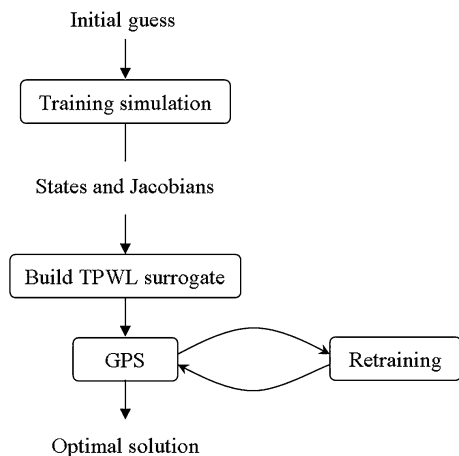 Initial guess
Training simulation
States and Jacobians
Build TPWL surrogate
GPS
Retraining
Optimal solution